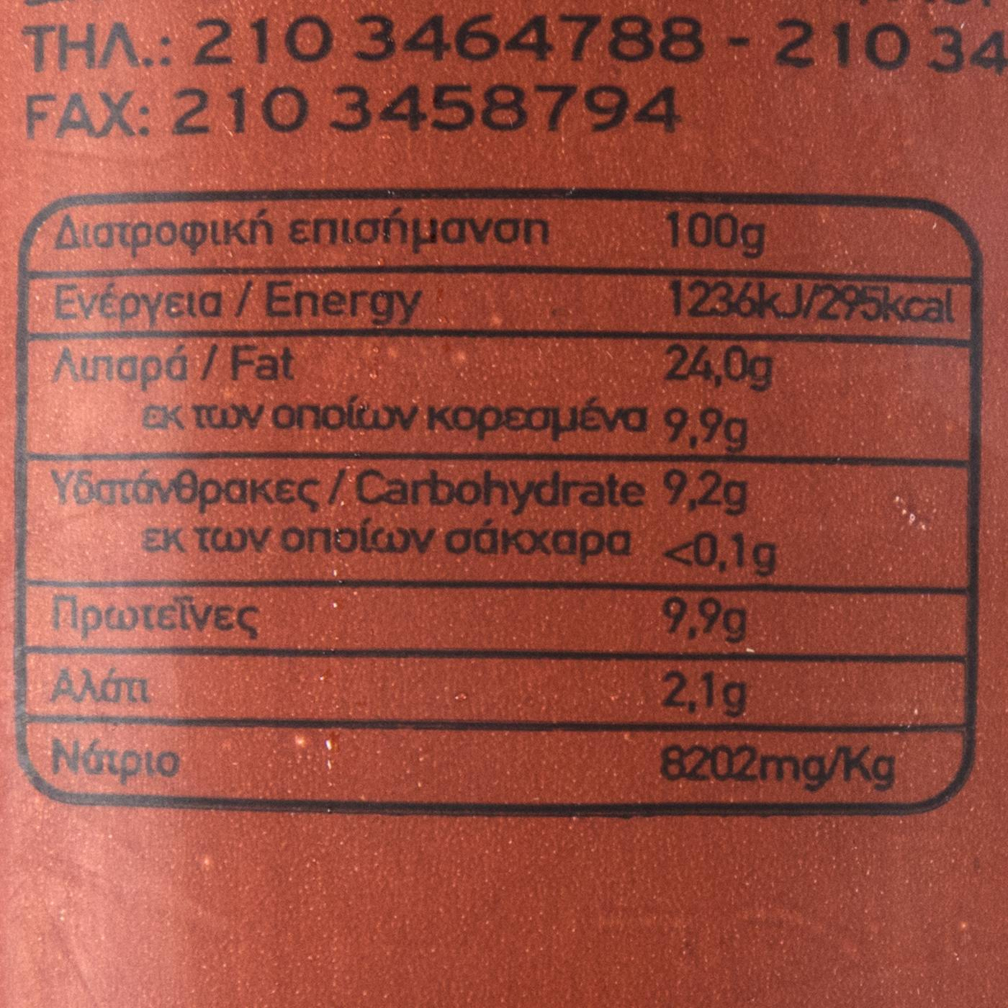 ΤΗΛ.: 210 3464788 - 210 34
FAX: 210 3458794
Διατροφική επισήμανση 100g
Ενέργεια / Energy 1236kJ/295kcal
Λιπαρά / Fat 24,0g
εκ των οποίων κορεσμένα 9,9g
Υδατάνθρακες / Carbohydrate 9,2g
εκ των οποίων σάκχαρα <0,1g
Πρωτεΐνες 9,9g
Αλάτι 2,1g
Νάτριο 8202mg/Kg